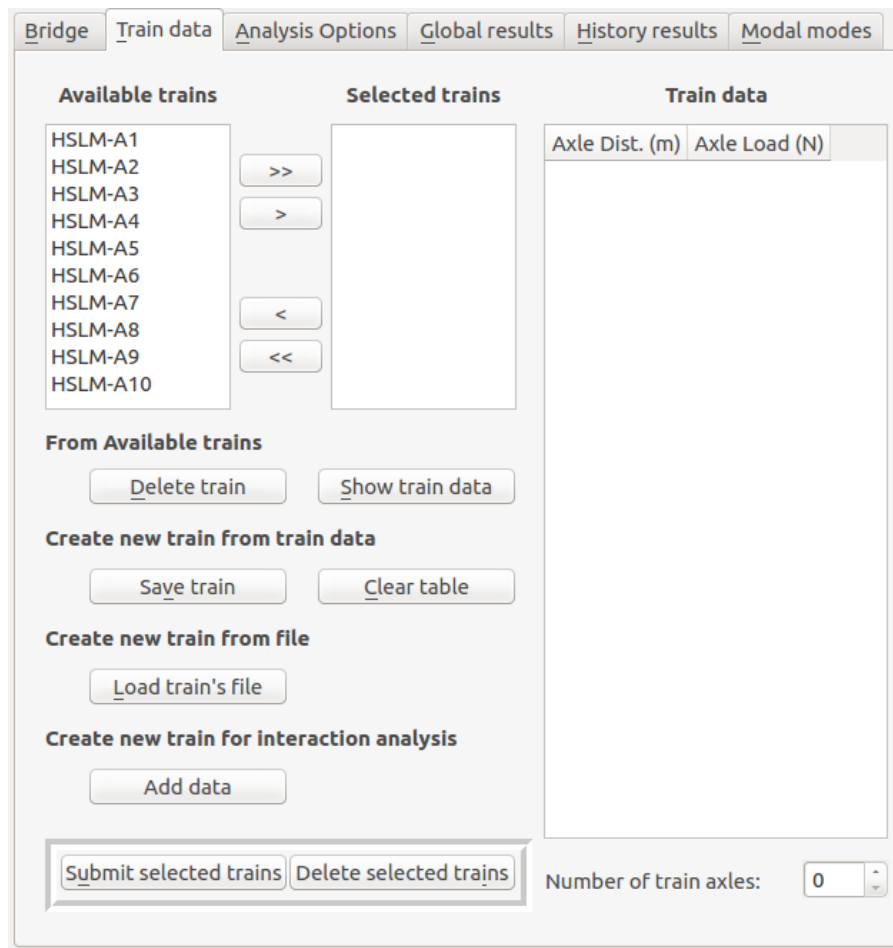 Bridge Train data Analysis Options Global results History results Modal modes
Available trains Selected trains Train data
HSLM-A1
HSLM-A2
HSLM-A3
HSLM-A4
HSLM-A5
HSLM-A6
HSLM-A7
HSLM-A8
HSLM-A9
HSLM-A10
>>
>
<
<<
Axle Dist. (m) Axle Load (N)
From Available trains
Delete train Show train data
Create new train from train data
Save train Clear table
Create new train from file
Load train's file
Create new train for interaction analysis
Add data
Submit selected trains Delete selected trains
Number of train axles: 0